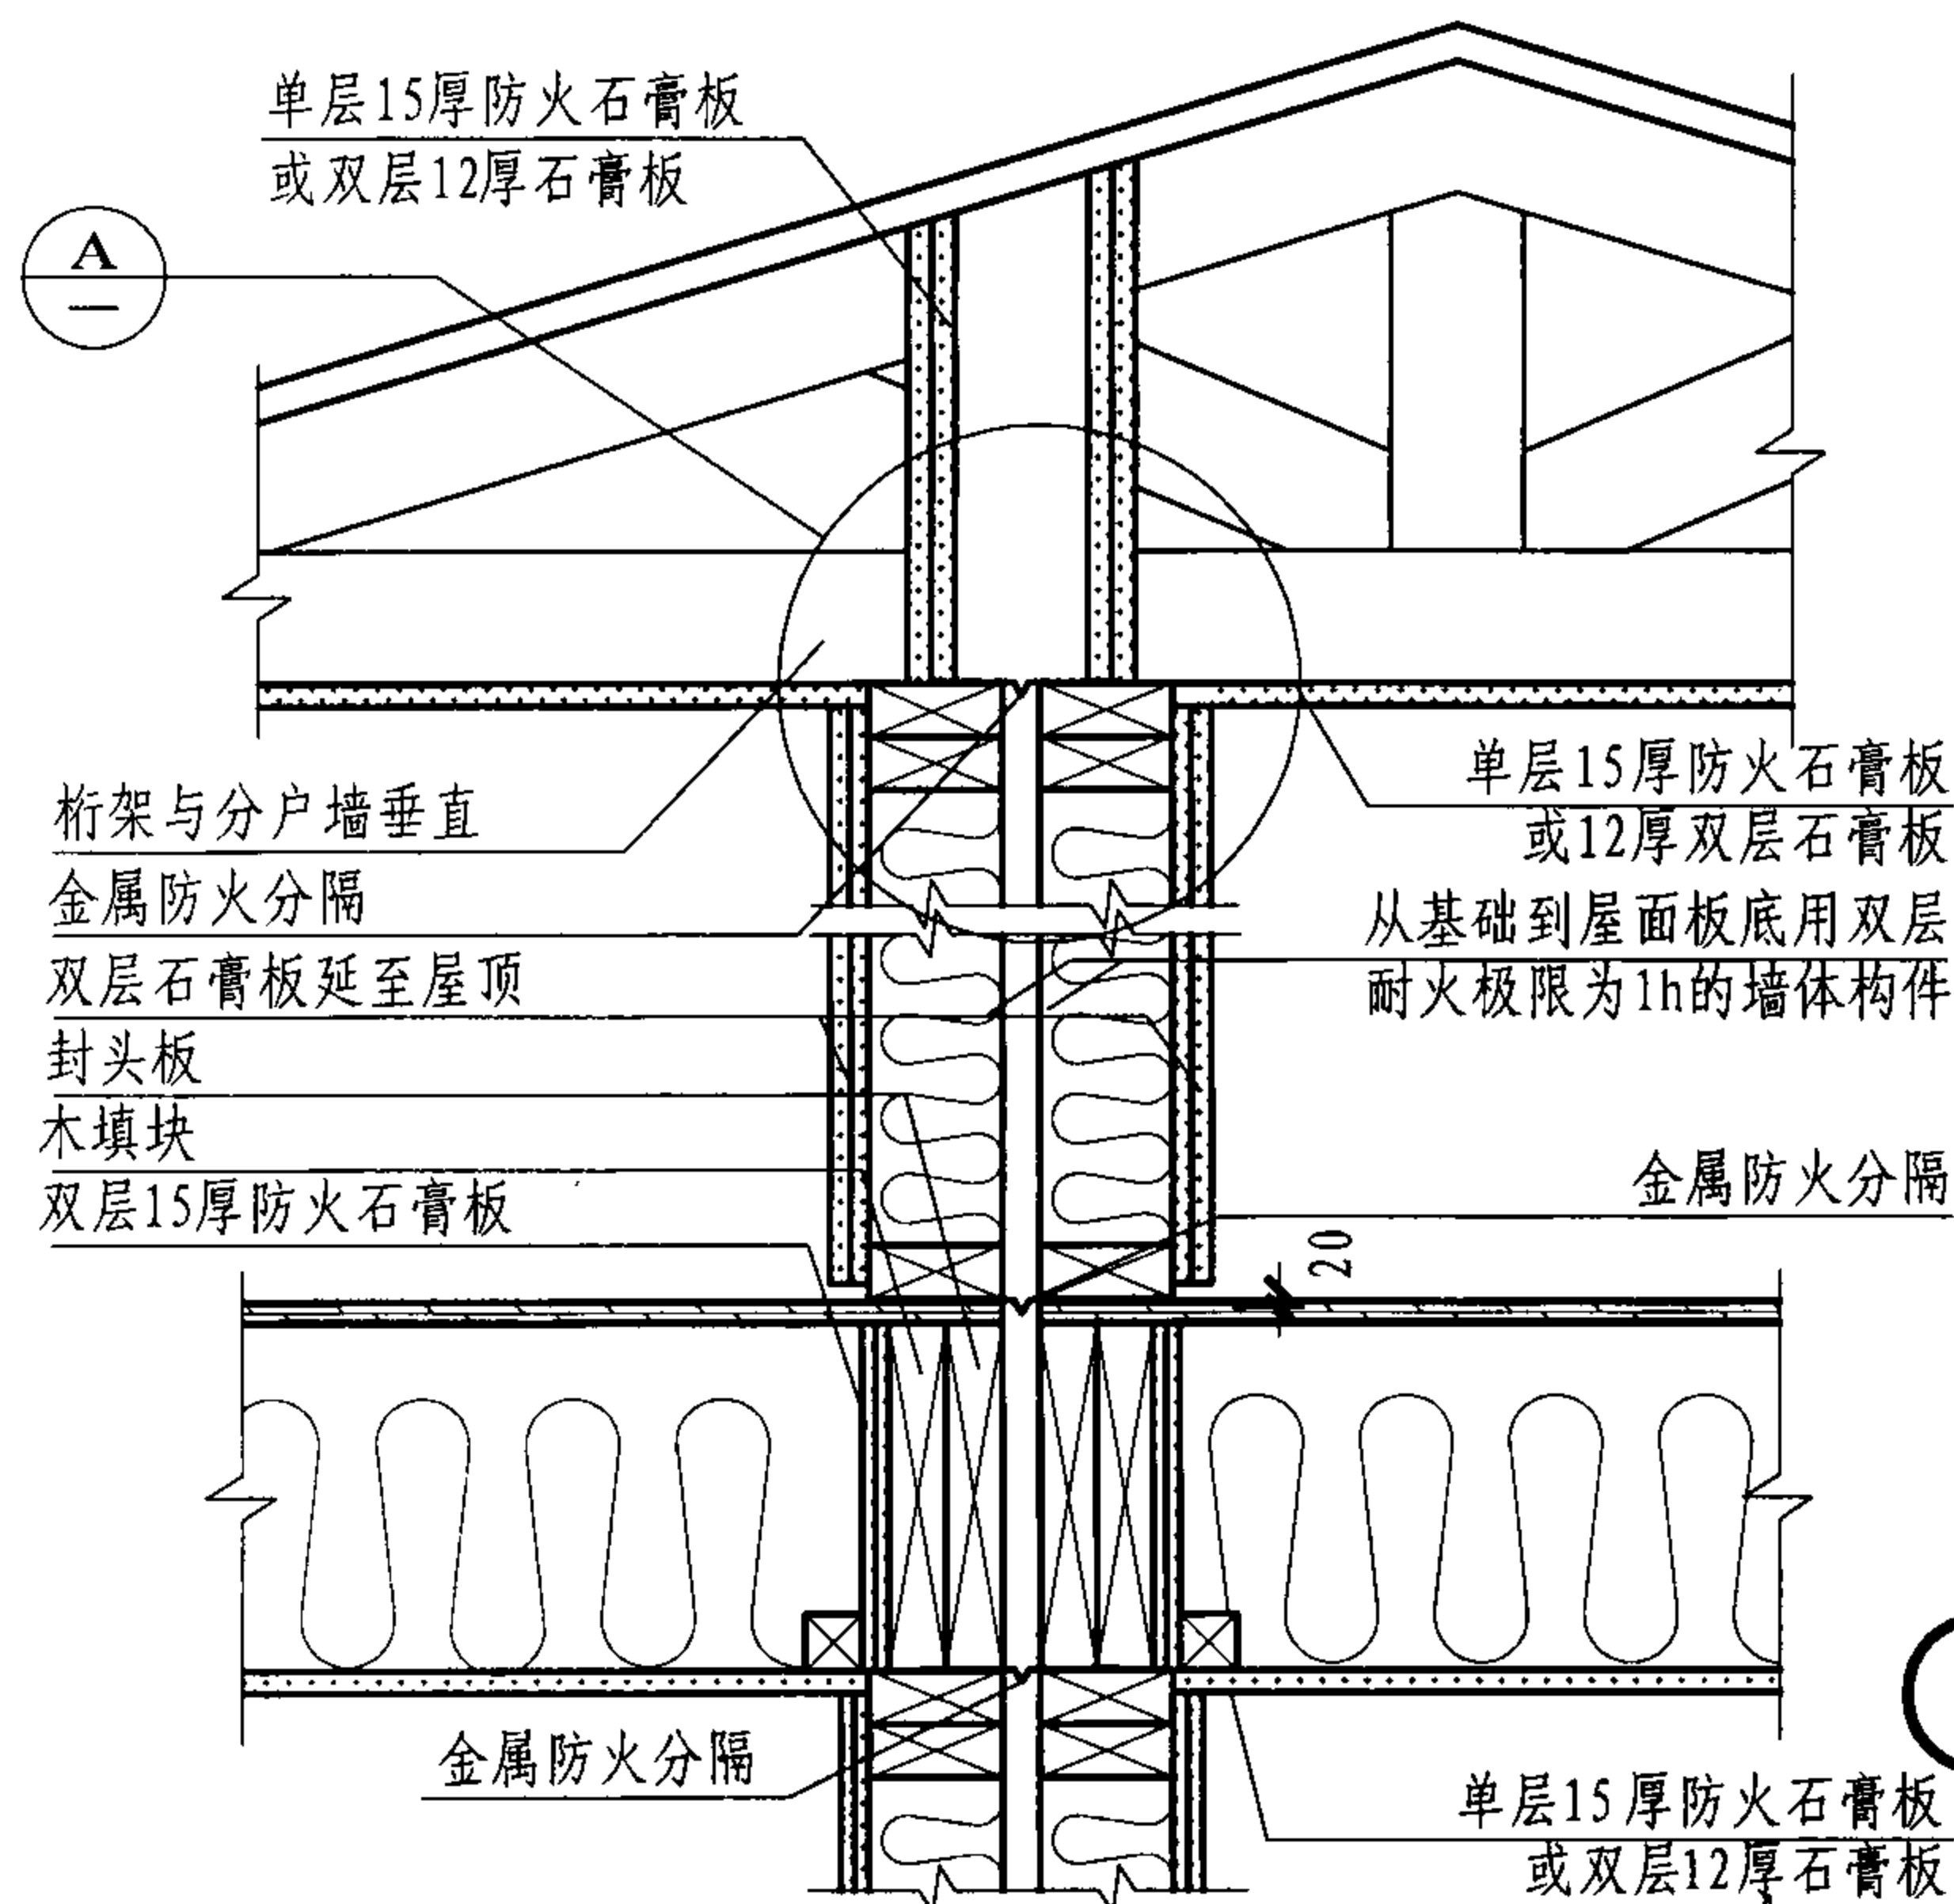 单层15厚防火石膏板
或双层12厚石膏板
A
桁架与分户墙垂直
金属防火分隔
双层石膏板延至屋顶
封头板
木填块
双层15厚防火石膏板
单层15厚防火石膏板
或12厚双层石膏板
从基础到屋面板底用双层
耐火极限为1h的墙体构件
金属防火分隔
20
金属防火分隔
单层15厚防火石膏板
或双层12厚石膏板